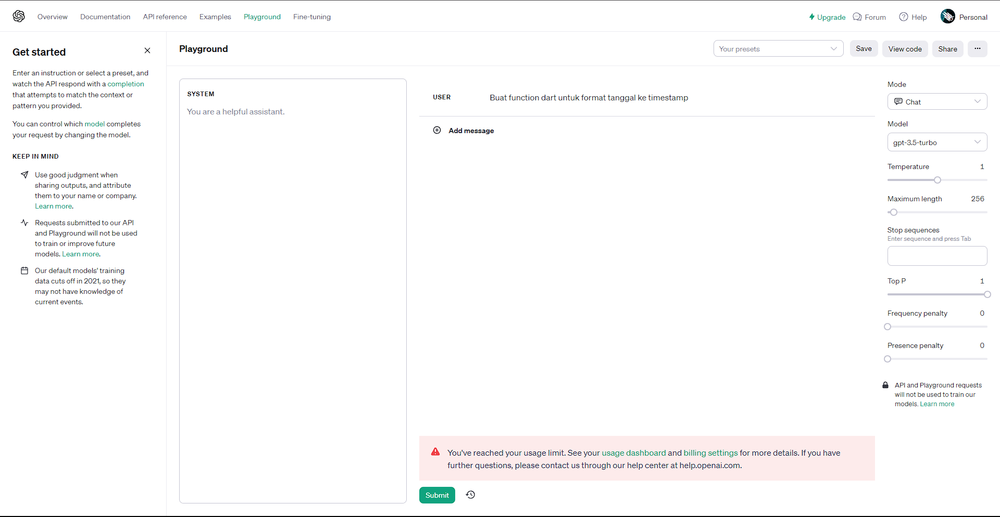 Overview Documentation API reference Examples Playground Fine-tuning Upgrade Forum Help Personal
Get started
Enter an instruction or select a preset, and
watch the API respond with a completion
that attempts to match the context or
pattern you provided.
You can control which model completes
your request by changing the model.
KEEP IN MIND
Use good judgment when
sharing outputs, and attribute
them to your name or company.
Learn more.
Requests submitted to our API
and Playground will not be used
to train or improve future
models. Learn more.
Our default models' training
data cuts off in 2021, so they
may not have knowledge of
current events.
Playground
Your presets Save View code Share ...
SYSTEM
You are a helpful assistant.
USER Buat function dart untuk format tanggal ke timestamp
Add message
You've reached your usage limit. See your usage dashboard and billing settings for more details. If you have
further questions, please contact us through our help center at help.openai.com.
Submit
Mode
Chat
Model
gpt-3.5-turbo
Temperature 1
Maximum length 256
Stop sequences
Enter sequence and press Tab
Top P 1
Frequency penalty 0
Presence penalty 0
API and Playground requests
will not be used to train our
models. Learn more